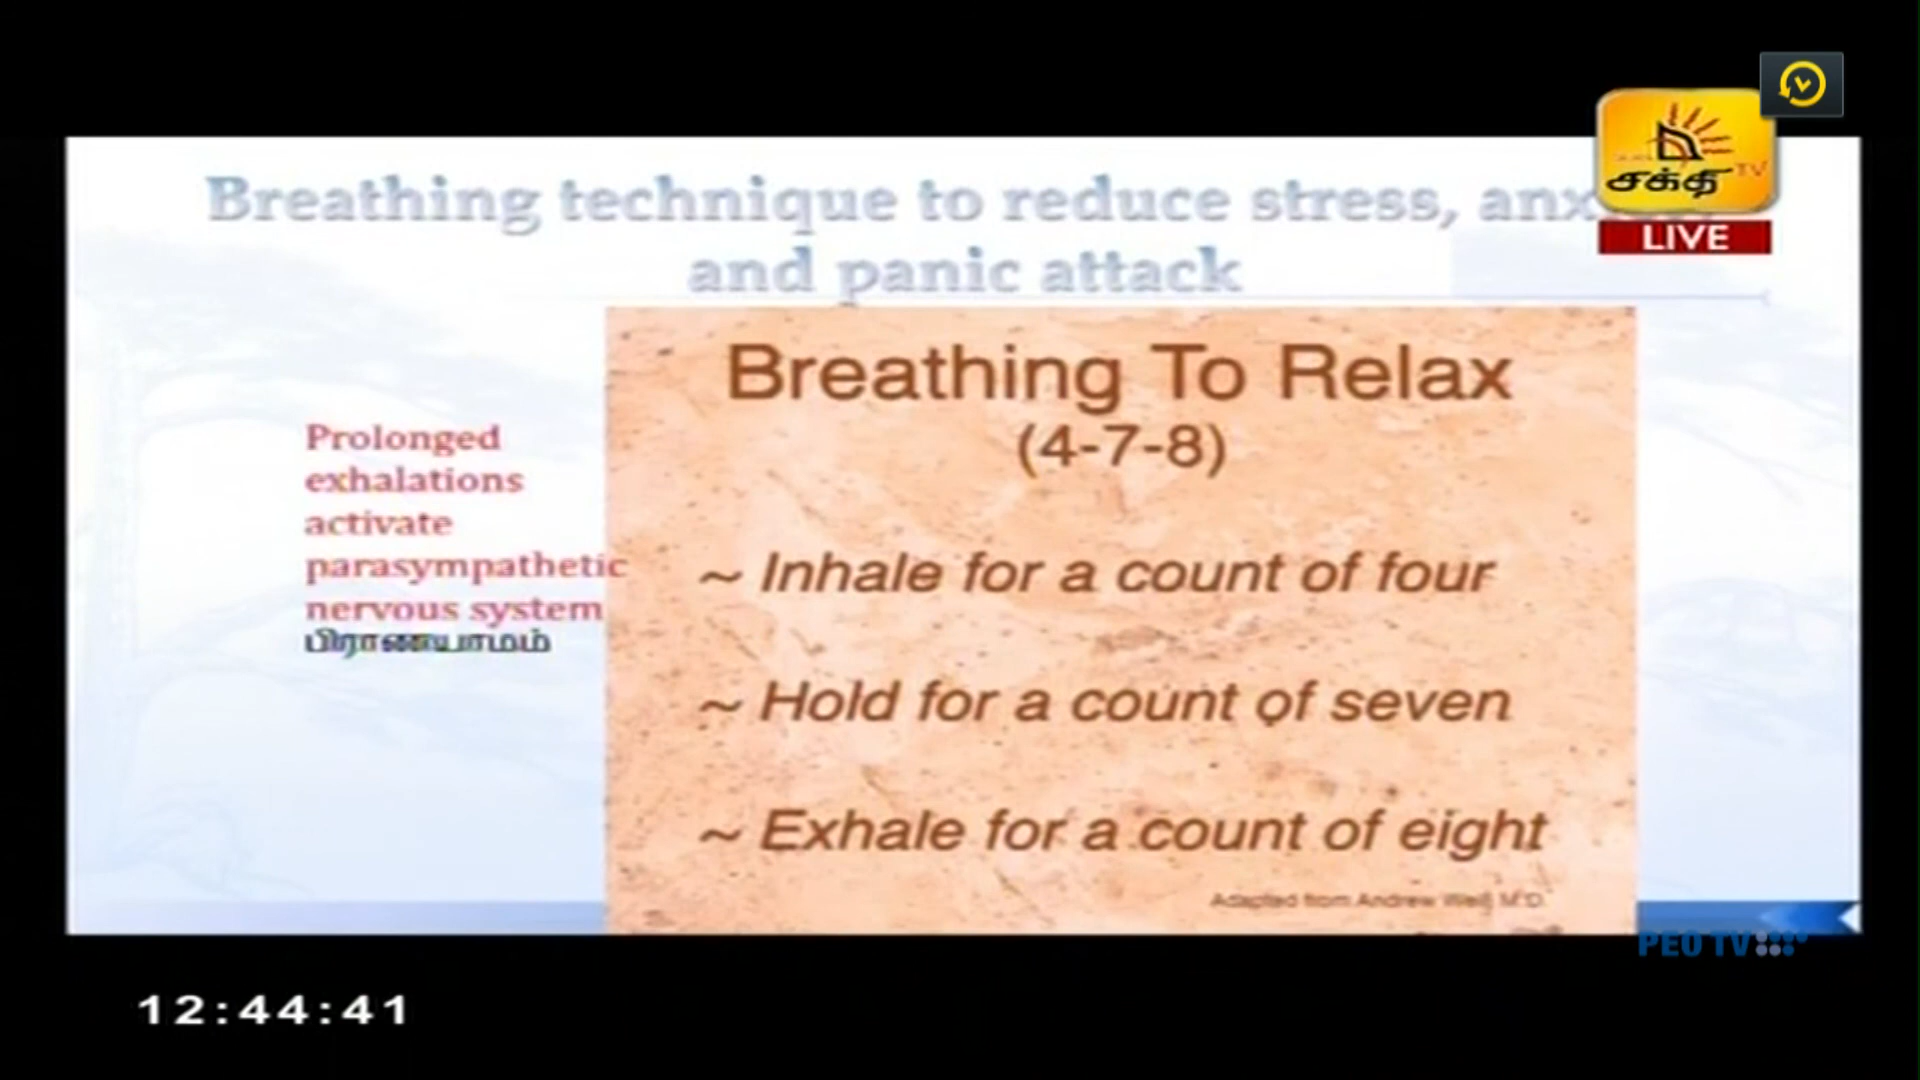 சக்தி TV
LIVE
Breathing technique to reduce stress,
and panic attack
Breathing To Relax
(4-7-8)
Prolonged
exhalations
activate
parasympathetic
nervous system
பிராணயாமம்
~ Inhale for a count of four
~ Hold for a count of seven
~ Exhale for a count of eight
Adapted from Andrew Weil, M.D.
PEO TV
12:44:41